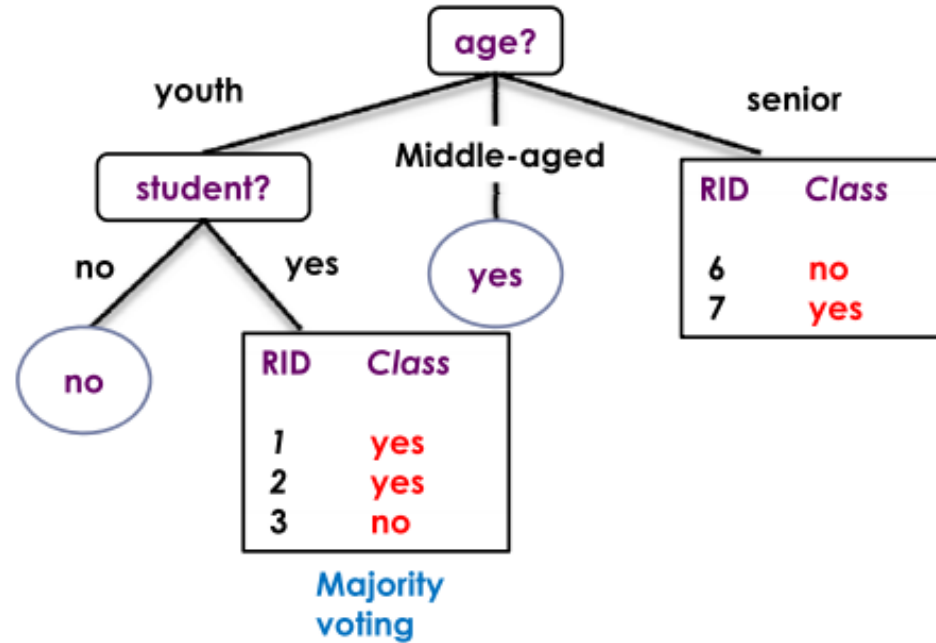 age?
youth
senior
Middle-aged
student?
RID Class
6 no
7 yes
no
yes
yes
no
RID Class
1 yes
2 yes
3 no
Majority
voting